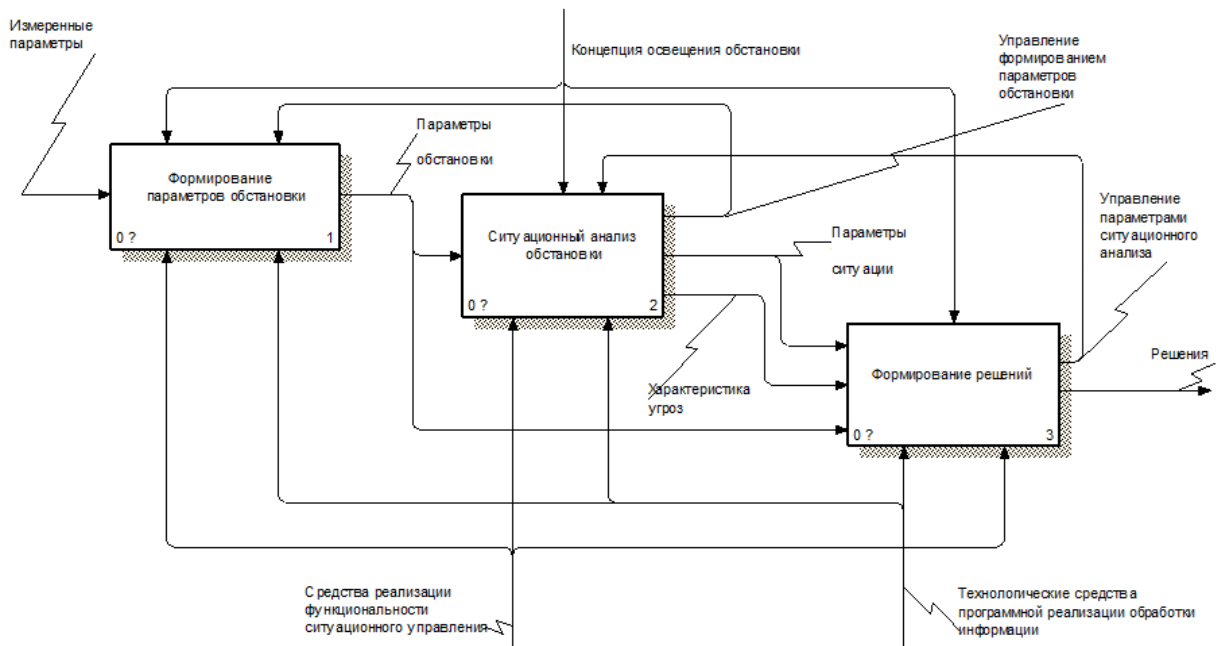 Измеренные
параметры
Концепция освещения обстановки
Управление
формированием
параметров
обстановки
Параметры
обстановки
Формирование
параметров обстановки
0 ?
1
Управление
параметрами
ситуационного
анализа
Параметры
ситуации
Ситуационный анализ
обстановки
0 ?
2
Решения
Характеристика
угроз
Формирование решений
0 ?
3
Средства реализации
функциональности
ситуационного управления
Технологические средства
программной реализации обработки
информации